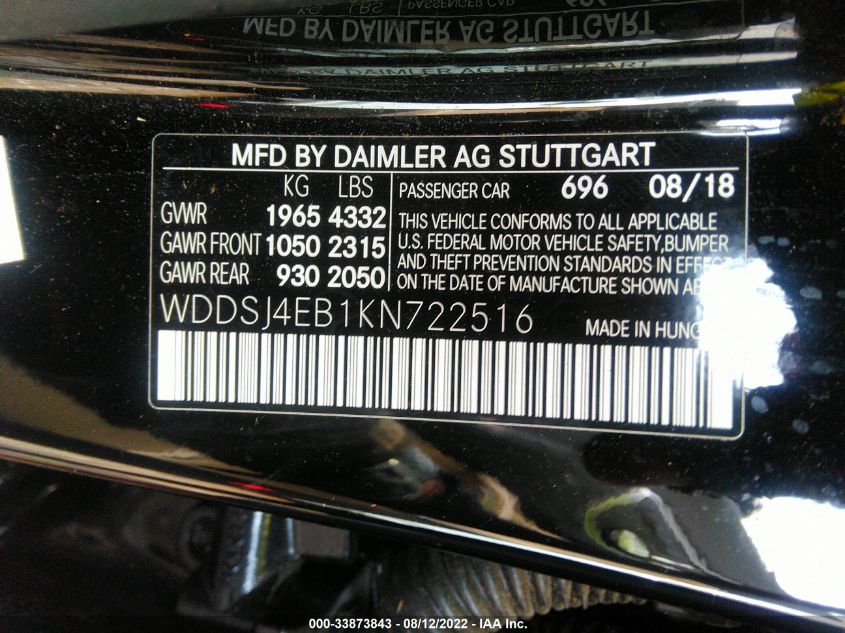 MFD BY DAIMLER AG STUTTGART
KG LBS
PASSENGER CAR 696 08/18
GVWR 1965 4332
GAWR FRONT 1050 2315
GAWR REAR 930 2050
THIS VEHICLE CONFORMS TO ALL APPLICABLE
U.S. FEDERAL MOTOR VEHICLE SAFETY, BUMPER
AND THEFT PREVENTION STANDARDS IN EFFECT
ON THE DATE OF MANUFACTURE SHOWN
WDDSJ4EB1KN722516
MADE IN
000-33873843 - 08/12/2022 - IAA Inc.